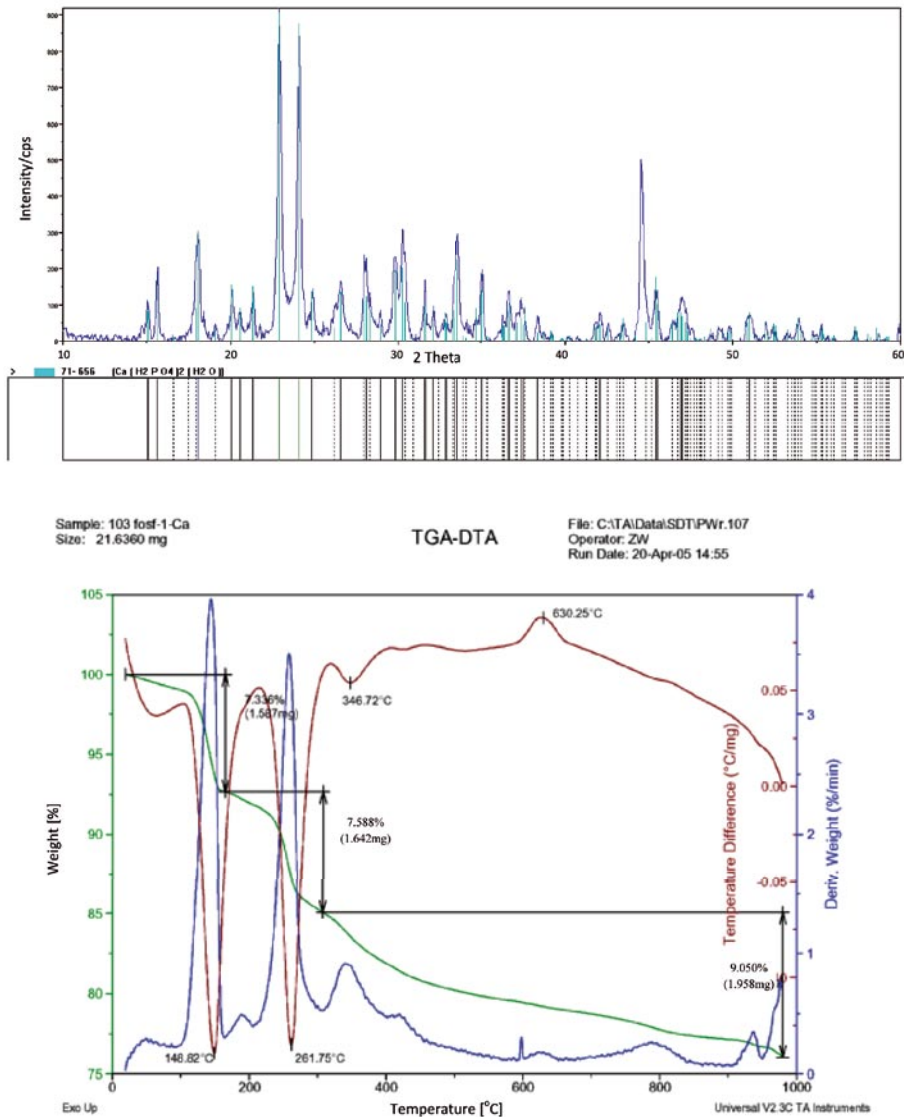 900
800
700
600
500
400
300
200
100
0
Intensity/cps
10 20 30 40 50 60
2 Theta
> 71-656 [Ca [ H2 P O4 ]2 [ H2 O ]]
Sample: 103 fosf-1-Ca
Size: 21.6360 mg
TGA-DTA
File: C:\TA\Data\SDT\PWr.107
Operator: ZW
Run Date: 20-Apr-05 14:55
105
100
95
90
85
80
75
Weight [%]
630.25°C
346.72°C
7.336%
(1.587mg)
7.588%
(1.642mg)
9.050%
(1.958mg)
148.82°C
261.75°C
0.05
0.00
-0.05
Temperature Difference (°C/mg)
4
3
2
1
0
Deriv. Weight (%/min)
0 200 400 600 800 1000
Exo Up
Temperature [°C]
Universal V2.3C TA Instruments